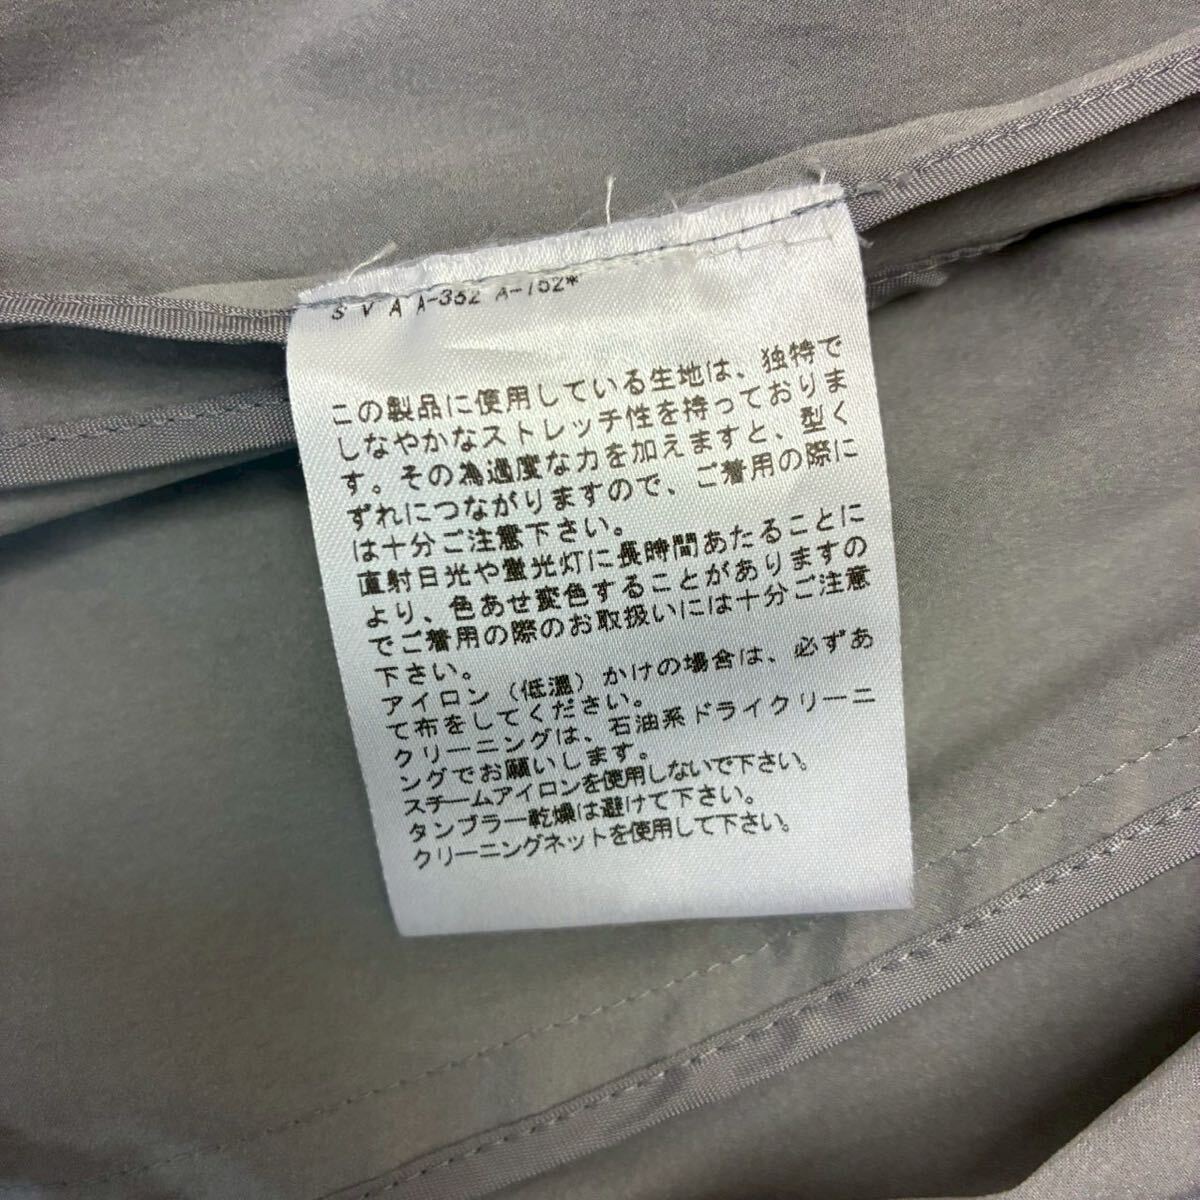 S V A A-352 A-152*
この製品に使用している生地は、独特で
しなやかなストレッチ性を持っておりま
す。その為過度な力を加えますと、型く
ずれにつながりますので、ご着用の際に
は十分ご注意下さい。
直射日光や蛍光灯に長時間あたることに
より、色あせ変色することがありますの
でご着用の際のお取扱いには十分ご注意
下さい。
アイロン（低温）かけの場合は、必ずあ
て布をしてください。
クリーニングは、石油系ドライクリーニ
ングでお願いします。
スチームアイロンを使用しないで下さい。
タンブラー乾燥は避けて下さい。
クリーニングネットを使用して下さい。